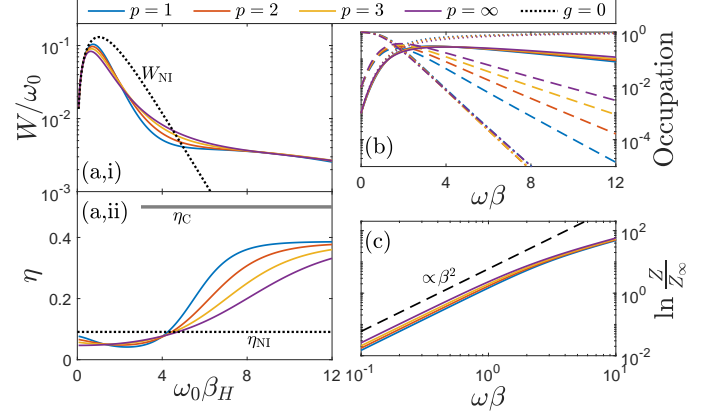 p = 1 p = 2 p = 3 p = ∞ g = 0
10⁻¹
10⁻²
10⁻³
W/ω₀
W_NI
(a,i)
(a,ii)
η_C
0.4
0.2
0
η
η_NI
0 4 8 12
ω₀β_H
10⁰
10⁻²
10⁻⁴
Occupation
(b)
0 4 8 12
ωβ
(c)
∝β²
10²
10⁰
10⁻²
ln Z/Z∞
10⁻¹ 10⁰ 10¹
ωβ